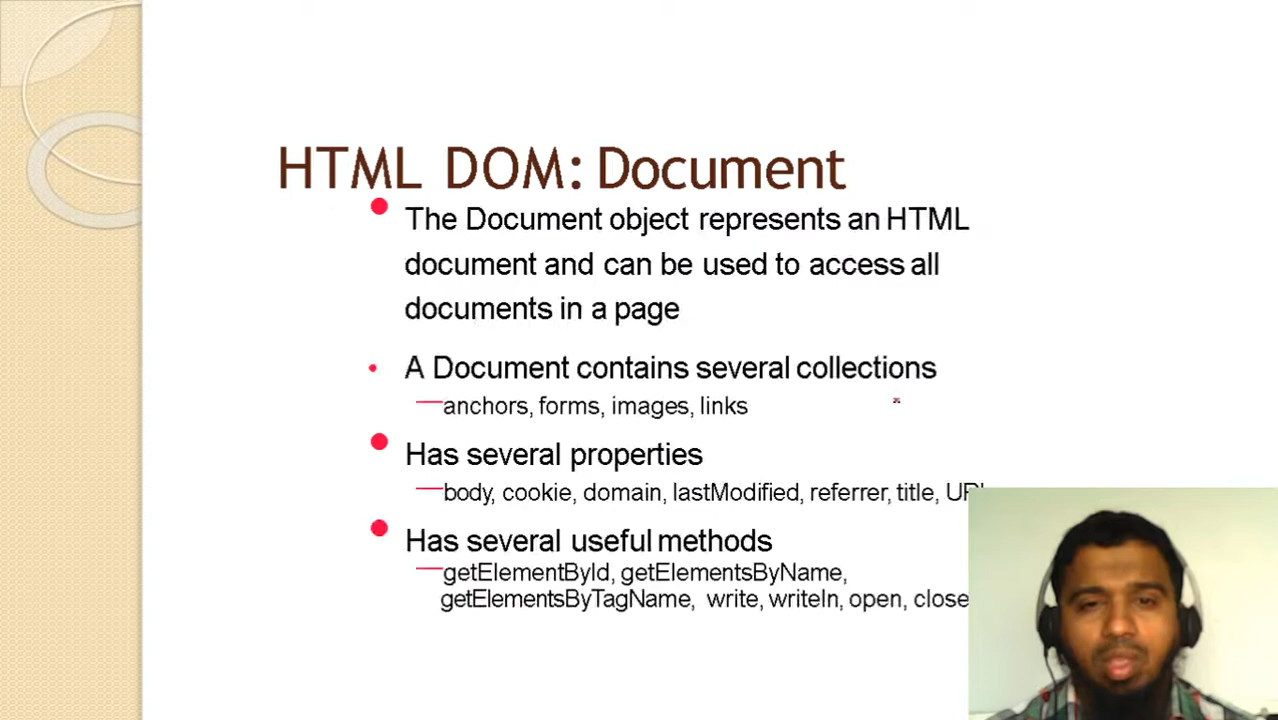 HTML DOM: Document
• The Document object represents an HTML
document and can be used to access all
documents in a page
• A Document contains several collections
—anchors, forms, images, links
• Has several properties
—body, cookie, domain, lastModified, referrer, title,
• Has several useful methods
—getElementById, getElementsByName,
getElementsByTagName, write, writeln, open, close